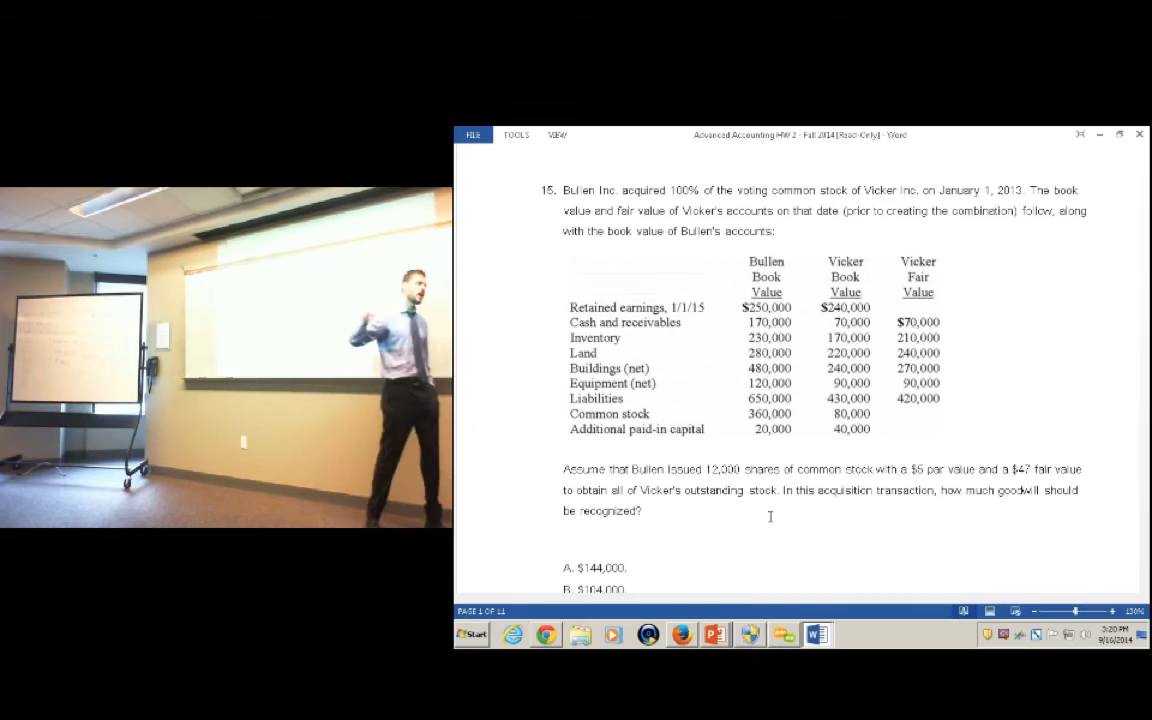 FILE TOOLS VIEW Advanced Accounting HW 2 - Fall 2014 [Read-Only] - Word
15. Bullen Inc. acquired 100% of the voting common stock of Vicker Inc. on January 1, 2013. The book
value and fair value of Vicker's accounts on that date (prior to creating the combination) follow, along
with the book value of Bullen's accounts:
Bullen Vicker Vicker
Book Book Fair
Value Value Value
Retained earnings, 1/1/15 $250,000 $240,000
Cash and receivables 170,000 70,000 $70,000
Inventory 230,000 170,000 210,000
Land 280,000 220,000 240,000
Buildings (net) 480,000 240,000 270,000
Equipment (net) 120,000 90,000 90,000
Liabilities 650,000 430,000 420,000
Common stock 360,000 80,000
Additional paid-in capital 20,000 40,000
Assume that Bullen issued 12,000 shares of common stock with a $5 par value and a $47 fair value
to obtain all of Vicker's outstanding stock. In this acquisition transaction, how much goodwill should
be recognized?
A. $144,000.
B. $104,000.
PAGE 1 OF 11 130%
Start 3:20 PM
9/16/2014